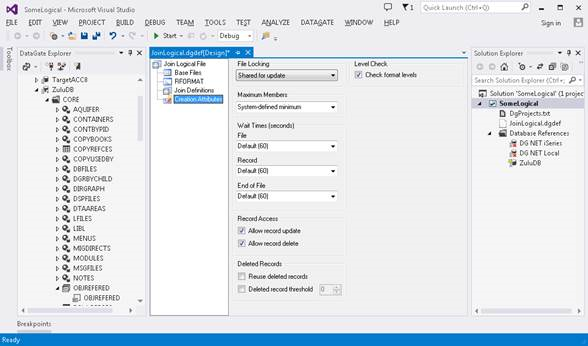 SomeLogical - Microsoft Visual Studio
1
Quick Launch (Ctrl+Q)
FILE EDIT VIEW PROJECT BUILD DEBUG TEAM TOOLS TEST ANALYZE DATAGATE WINDOW HELP
Sign in
Start Debug
Toolbox
DataGate Explorer
TargetACC8
ZuluDB
CORE
AQUIFER
CONTAINERS
CONTBYPID
COPYBOOKS
COPYREFCES
COPYUSEDBY
DBFILES
DGRBYCHILD
DIRGRAPH
DSPFILES
DTAAREAS
LFILES
LIBL
MENUS
MIGDIRECTS
MODULES
MSGFILES
NOTES
OBJREFERED
OBJREFERED
JoinLogical.dgdef[Design]*
Join Logical File
Base Files
RFORMAT
Join Definitions
Creation Attributes
File Locking
Shared for update
Maximum Members
System-defined minimum
Wait Times (seconds)
File
Default (60)
Record
Default (60)
End of File
Default (60)
Record Access
Allow record update
Allow record delete
Deleted Records
Reuse deleted records
Deleted record threshold 0
Level Check
Check format levels
Solution Explorer
Search Solution Explorer (Ctrl+;)
Solution 'SomeLogical' (1 project
SomeLogical
DgProjects.txt
JoinLogical.dgdef
Database References
DG NET iSeries
DG NET Local
ZuluDB
Breakpoints
Ready